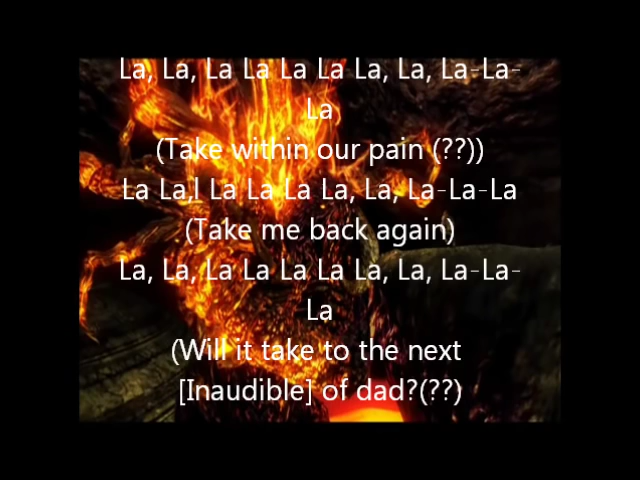 La, La, La La La La La, La, La-La-
La
(Take within our pain (??))
La La,l La La La La, La, La-La-La
(Take me back again)
La, La, La La La La La, La, La-La-
La
(Will it take to the next
[Inaudible] of dad?(??)